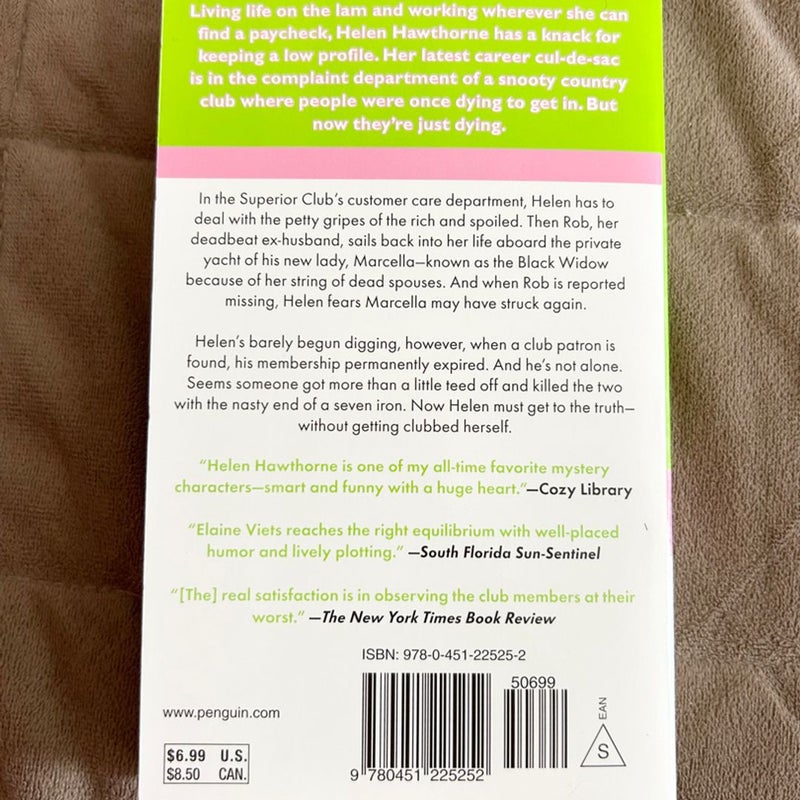 Living life on the lam and working wherever she can
find a paycheck, Helen Hawthorne has a knack for
keeping a low profile. Her latest career cul-de-sac
is in the complaint department of a snooty country
club where people were once dying to get in. But
now they're just dying.
In the Superior Club's customer care department, Helen has to
deal with the petty gripes of the rich and spoiled. Then Rob, her
deadbeat ex-husband, sails back into her life aboard the private
yacht of his new lady, Marcella—known as the Black Widow
because of her string of dead spouses. And when Rob is reported
missing, Helen fears Marcella may have struck again.
Helen's barely begun digging, however, when a club patron is
found, his membership permanently expired. And he's not alone.
Seems someone got more than a little teed off and killed the two
with the nasty end of a seven iron. Now Helen must get to the truth—
without getting clubbed herself.
“Helen Hawthorne is one of my all-time favorite mystery
characters—smart and funny with a huge heart.”—Cozy Library
“Elaine Viets reaches the right equilibrium with well-placed
humor and lively plotting.” —South Florida Sun-Sentinel
“[The] real satisfaction is in observing the club members at their
worst.” —The New York Times Book Review
ISBN: 978-0-451-22525-2
50699
EAN
S
www.penguin.com
$6.99 U.S.
$8.50 CAN.
9 780451 225252